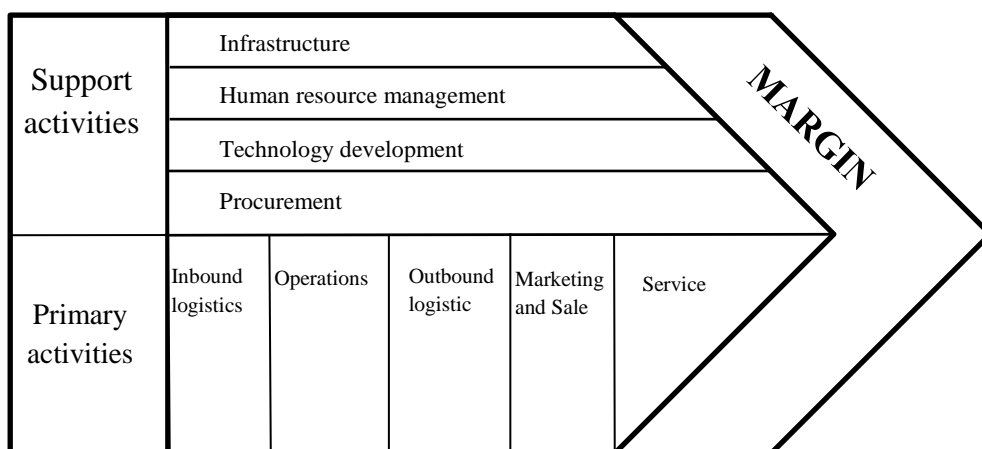 Support
activities
Infrastructure
Human resource management
Technology development
Procurement
MARGIN
Primary
activities
Inbound
logistics
Operations
Outbound
logistic
Marketing
and Sale
Service